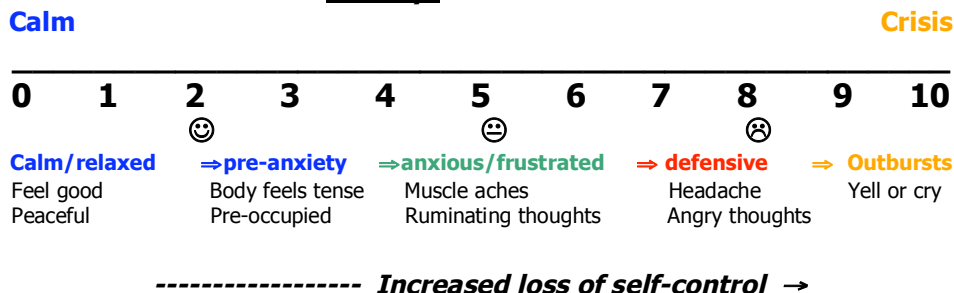 Calm Crisis
0 1 2 3 4 5 6 7 8 9 10
Calm/relaxed ⇒pre-anxiety ⇒anxious/frustrated ⇒ defensive ⇒ Outbursts
Feel good Body feels tense Muscle aches Headache Yell or cry
Peaceful Pre-occupied Ruminating thoughts Angry thoughts
------------------ Increased loss of self-control →